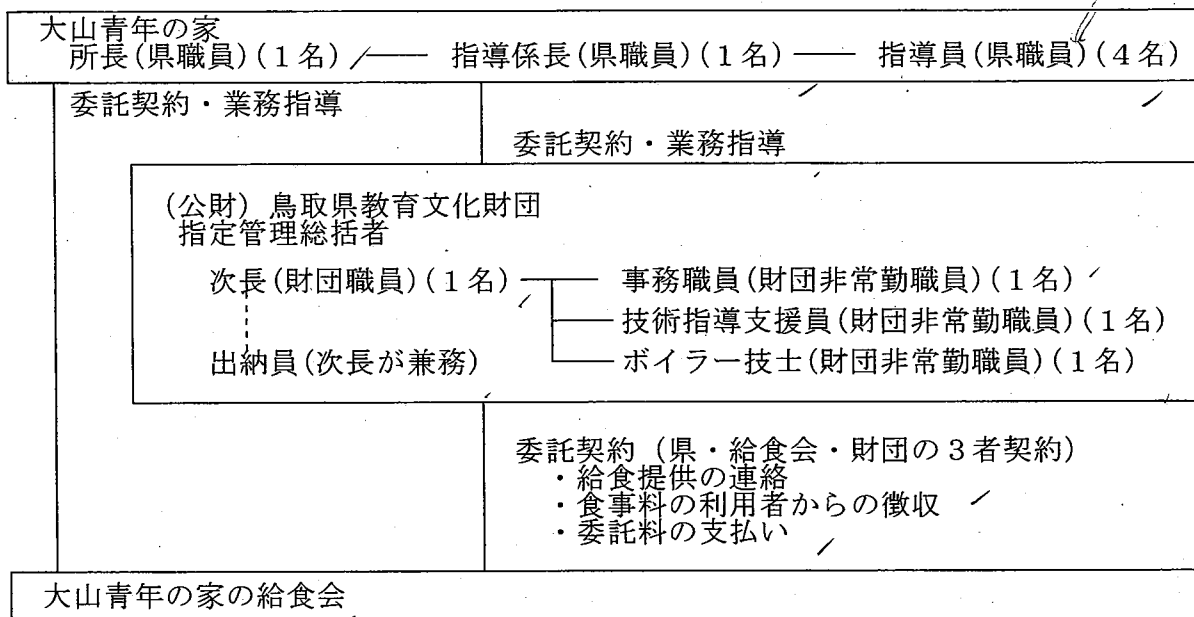 大山青年の家
所長(県職員)(1名) 指導係長(県職員)(1名) 指導員(県職員)(4名)
委託契約・業務指導
委託契約・業務指導
(公財)鳥取県教育文化財団
指定管理総括者
次長(財団職員)(1名) 事務職員(財団非常勤職員)(1名)
技術指導支援員(財団非常勤職員)(1名)
出納員(次長が兼務) ボイラー技士(財団非常勤職員)(1名)
委託契約(県・給食会・財団の3者契約)
・給食提供の連絡
・食事料の利用者からの徴収
・委託料の支払い
大山青年の家の給食会